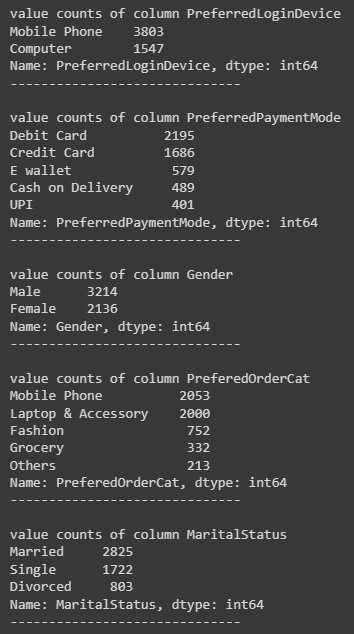 value counts of column PreferredLoginDevice
Mobile Phone    3803
Computer        1547
Name: PreferredLoginDevice, dtype: int64
------------------------------
value counts of column PreferredPaymentMode
Debit Card          2195
Credit Card         1686
E wallet             579
Cash on Delivery     489
UPI                  401
Name: PreferredPaymentMode, dtype: int64
------------------------------
value counts of column Gender
Male      3214
Female    2136
Name: Gender, dtype: int64
------------------------------
value counts of column PreferedOrderCat
Mobile Phone          2053
Laptop & Accessory    2000
Fashion                752
Grocery                332
Others                 213
Name: PreferedOrderCat, dtype: int64
------------------------------
value counts of column MaritalStatus
Married     2825
Single      1722
Divorced     803
Name: MaritalStatus, dtype: int64
------------------------------